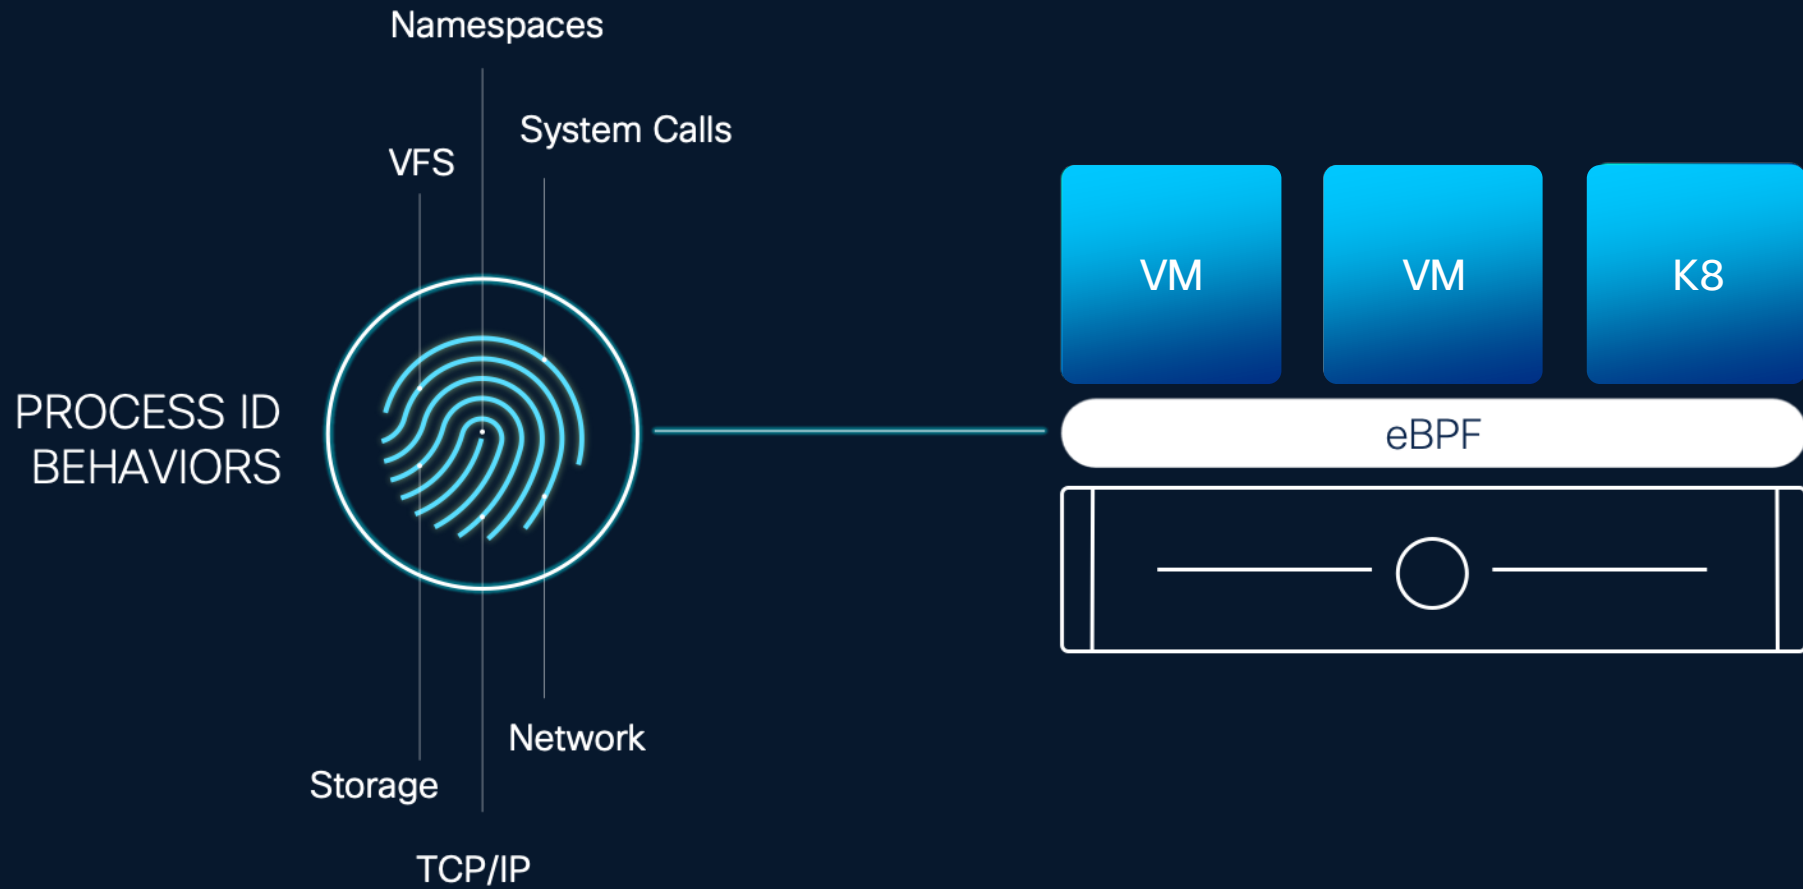 Namespaces
System Calls
VFS
PROCESS ID
BEHAVIORS
Network
Storage
TCP/IP
VM
VM
K8
eBPF